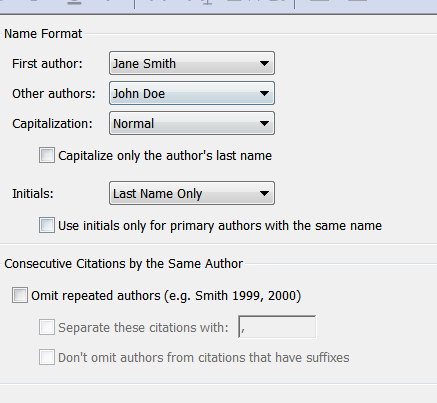 Name Format
First author: Jane Smith
Other authors: John Doe
Capitalization: Normal
Capitalize only the author's last name
Initials: Last Name Only
Use initials only for primary authors with the same name
Consecutive Citations by the Same Author
Omit repeated authors (e.g. Smith 1999, 2000)
Separate these citations with: ,
Don't omit authors from citations that have suffixes